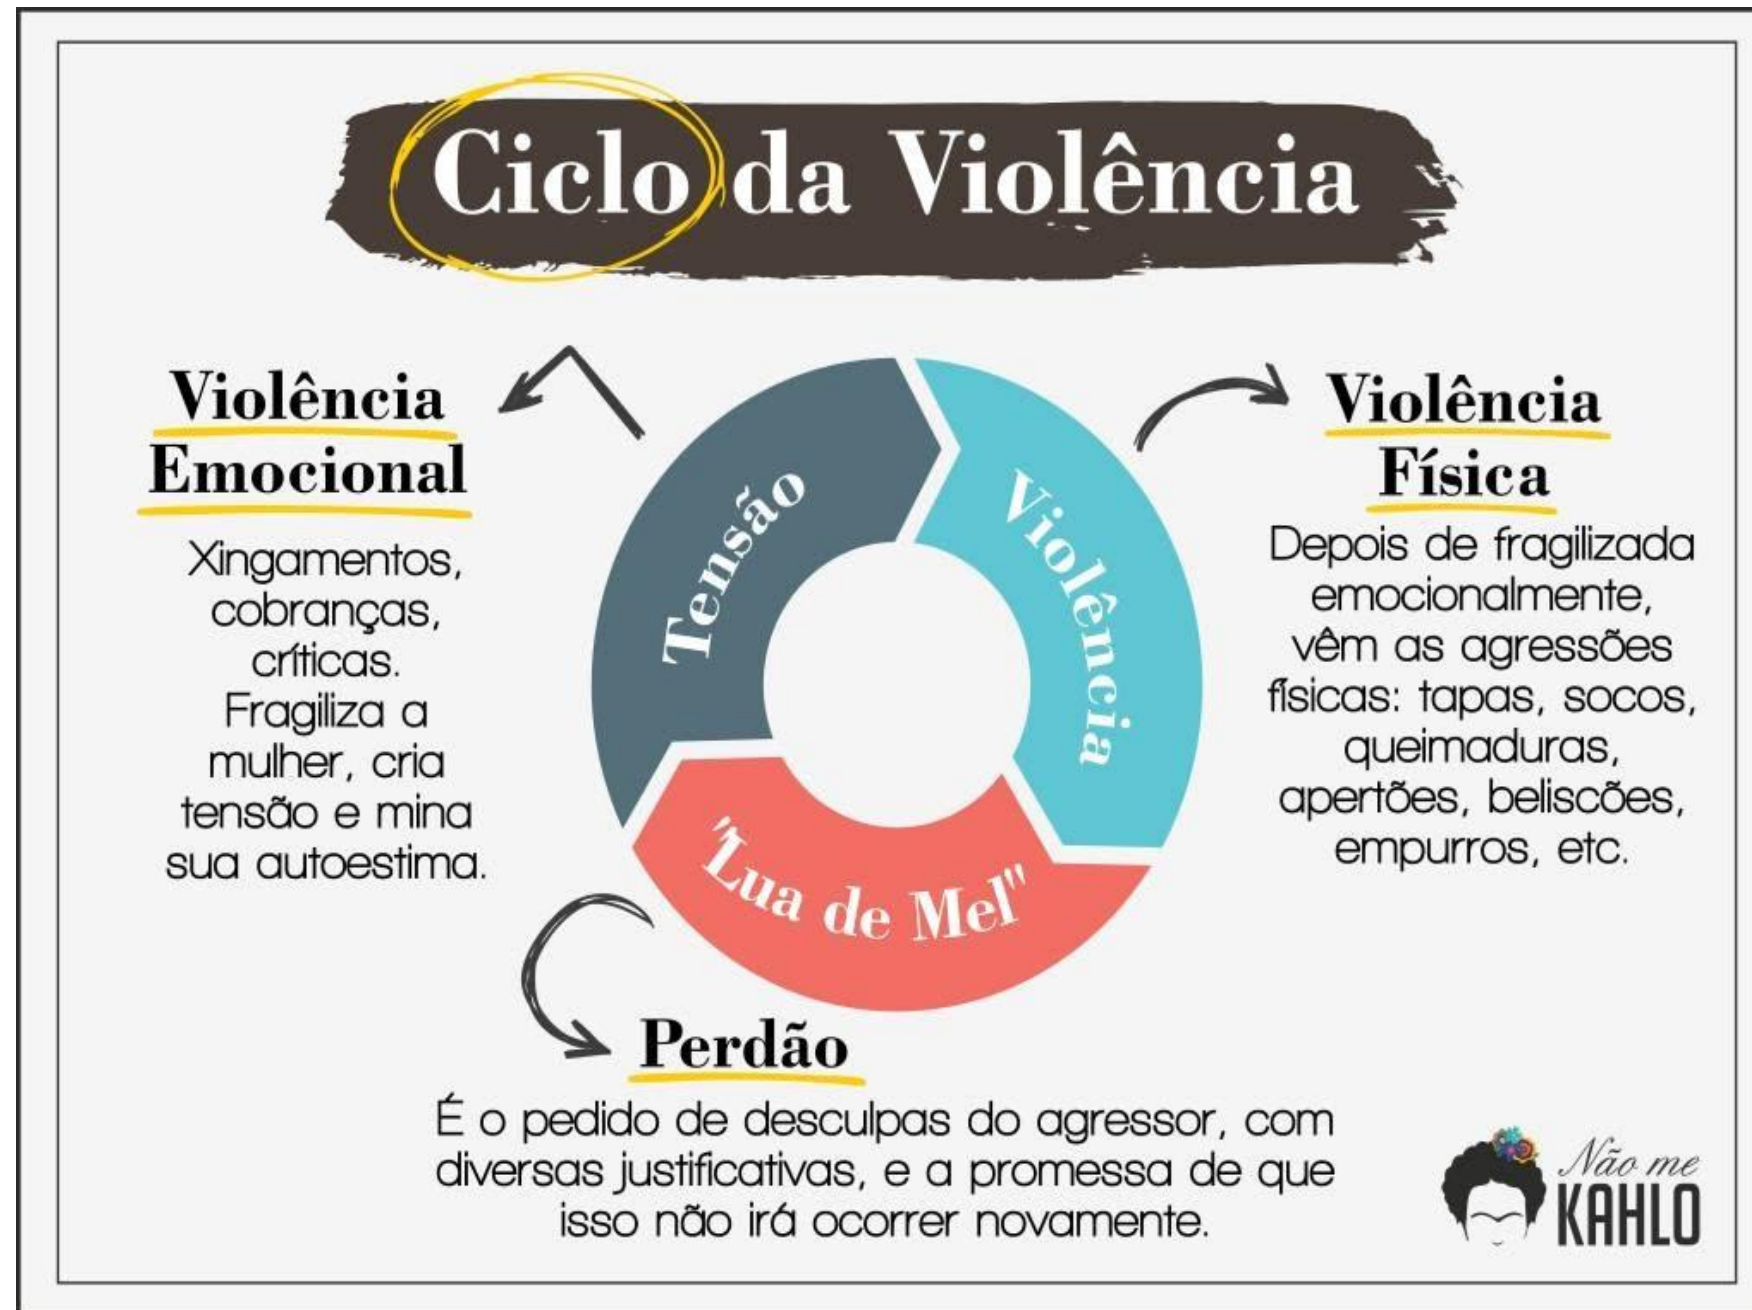 Ciclo da Violência
Violência
Emocional
Xingamentos,
cobranças,
críticas.
Fragiliza a
mulher, cria
tensão e mina
sua autoestima.
Tensão
Violência
"Lua de Mel"
Violência
Física
Depois de fragilizada
emocionalmente,
vêm as agressões
físicas: tapas, socos,
queimaduras,
apertões, beliscões,
empurros, etc.
Perdão
É o pedido de desculpas do agressor, com
diversas justificativas, e a promessa de que
isso não irá ocorrer novamente.
Não me
KAHLO